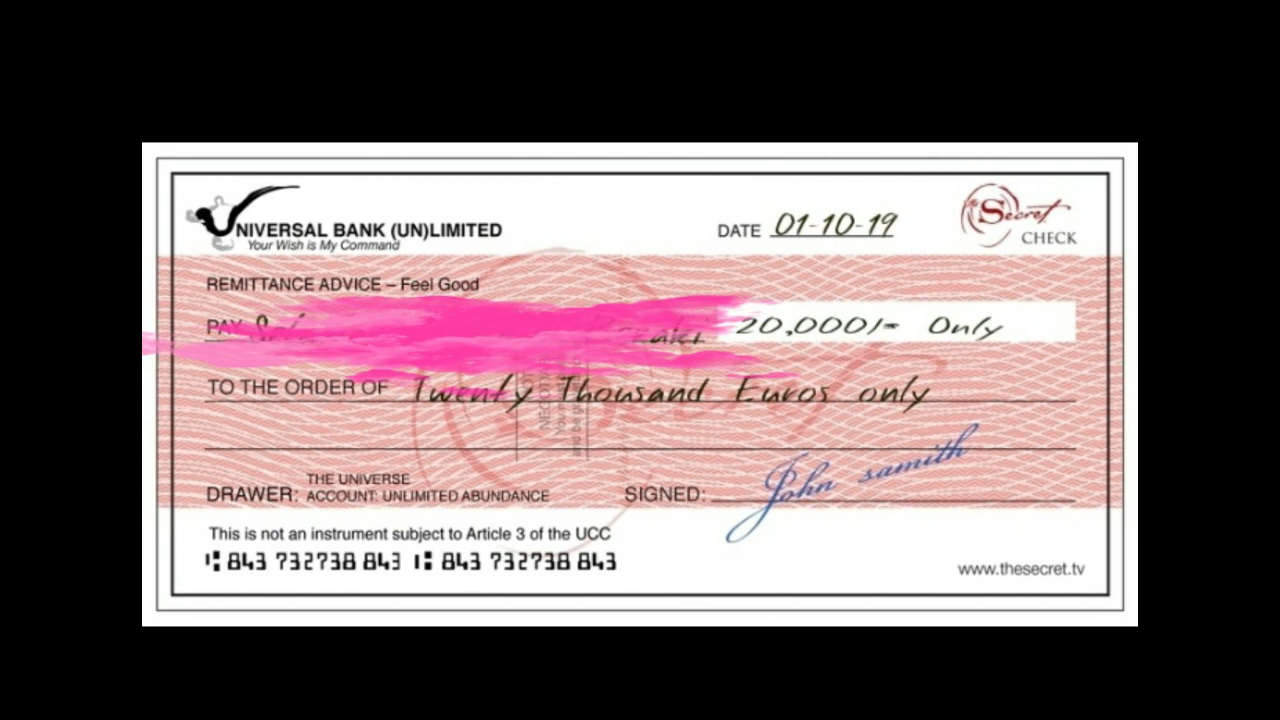 UNIVERSAL BANK (UN)LIMITED
Your Wish is My Command
DATE 01-10-19
The Secret
CHECK
REMITTANCE ADVICE – Feel Good
PAY 20,000/= Only
TO THE ORDER OF Twenty Thousand Euros only
THE UNIVERSE
DRAWER: ACCOUNT: UNLIMITED ABUNDANCE
SIGNED: John samith
This is not an instrument subject to Article 3 of the UCC
843 732738 843 843 732738 843
www.thesecret.tv